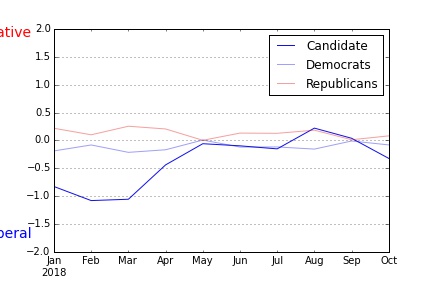 ative
2.0
1.5
1.0
0.5
0.0
−0.5
−1.0
−1.5
−2.0
beral
Candidate
Democrats
Republicans
Jan Feb Mar Apr May Jun Jul Aug Sep Oct
2018